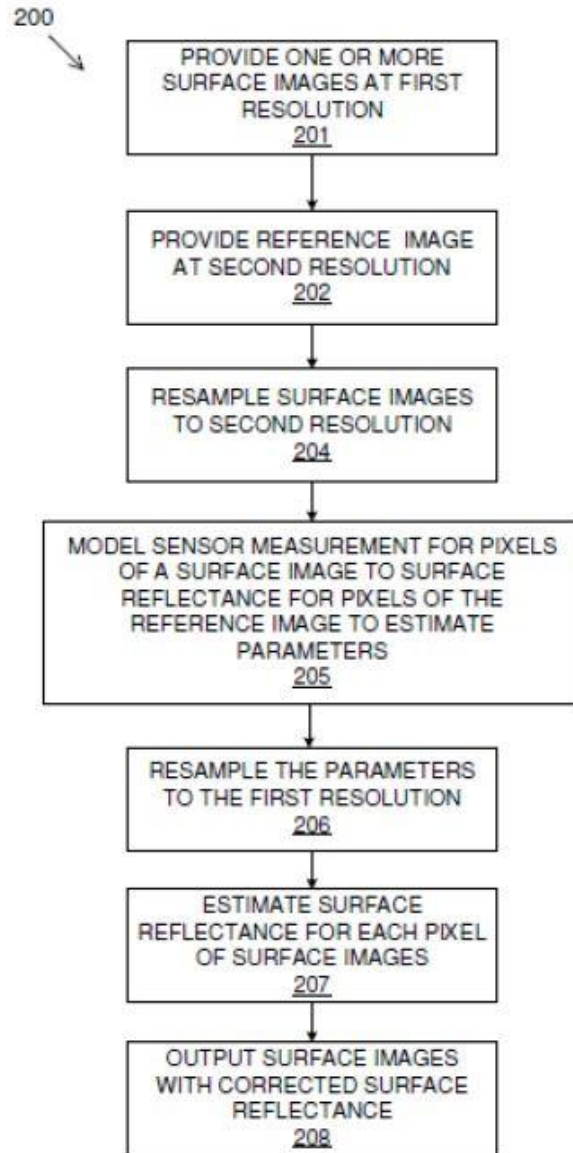 200
PROVIDE ONE OR MORE
SURFACE IMAGES AT FIRST
RESOLUTION
201
PROVIDE REFERENCE IMAGE
AT SECOND RESOLUTION
202
RESAMPLE SURFACE IMAGES
TO SECOND RESOLUTION
204
MODEL SENSOR MEASUREMENT FOR PIXELS
OF A SURFACE IMAGE TO SURFACE
REFLECTANCE FOR PIXELS OF THE
REFERENCE IMAGE TO ESTIMATE
PARAMETERS
205
RESAMPLE THE PARAMETERS
TO THE FIRST RESOLUTION
206
ESTIMATE SURFACE
REFLECTANCE FOR EACH PIXEL
OF SURFACE IMAGES
207
OUTPUT SURFACE IMAGES
WITH CORRECTED SURFACE
REFLECTANCE
208